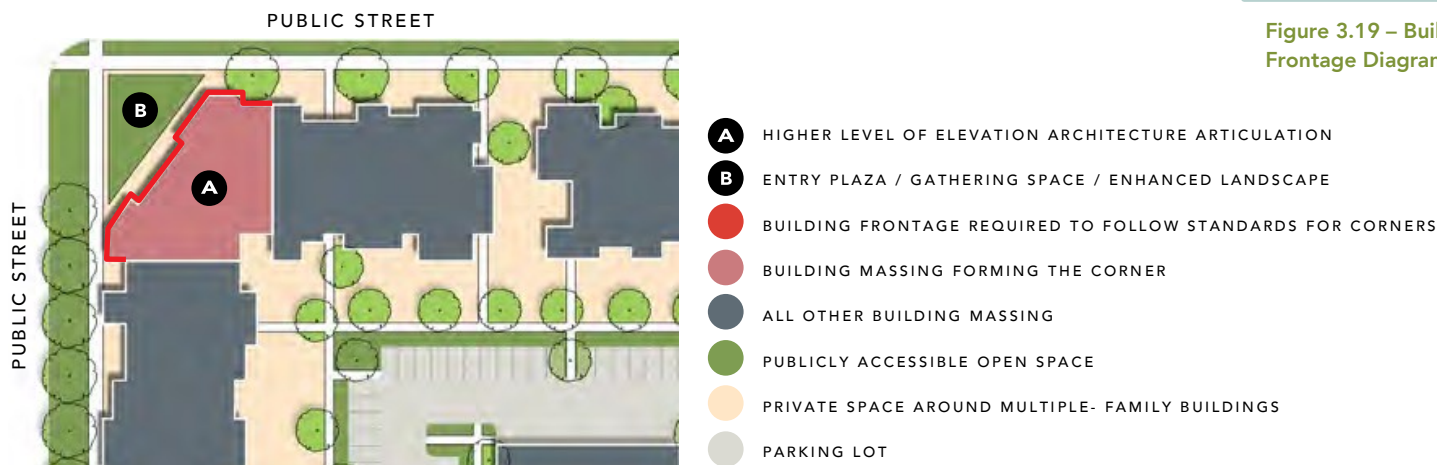 PUBLIC STREET
Figure 3.19 –
Frontage
B
A
PUBLIC STREET
A HIGHER LEVEL OF ELEVATION ARCHITECTURE ARTICULATION
B ENTRY PLAZA / GATHERING SPACE / ENHANCED LANDSCAPE
BUILDING FRONTAGE REQUIRED TO FOLLOW STANDARDS FOR CORNERS
BUILDING MASSING FORMING THE CORNER
ALL OTHER BUILDING MASSING
PUBLICLY ACCESSIBLE OPEN SPACE
PRIVATE SPACE AROUND MULTIPLE- FAMILY BUILDINGS
PARKING LOT